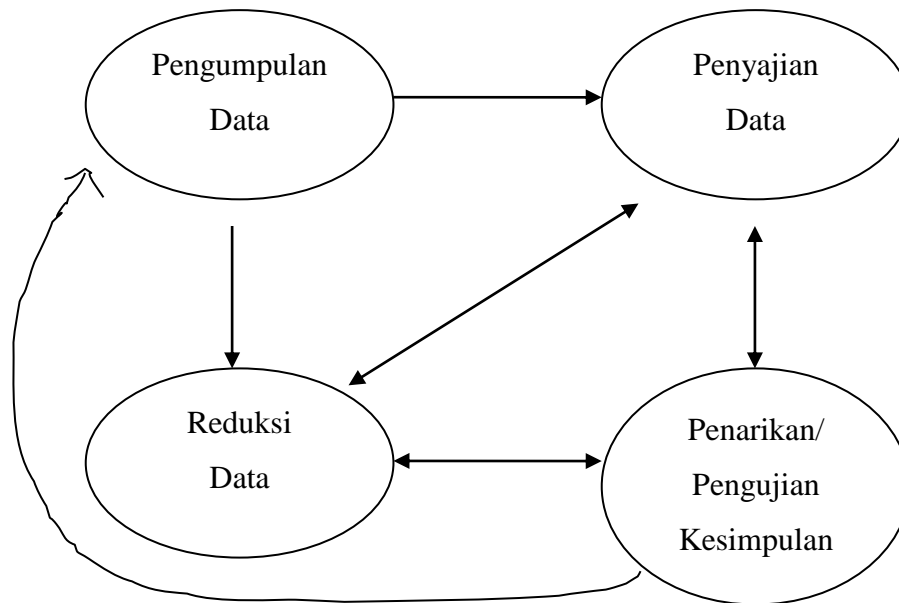 Pengumpulan
Data
Penyajian
Data
Reduksi
Data
Penarikan/
Pengujian
Kesimpulan